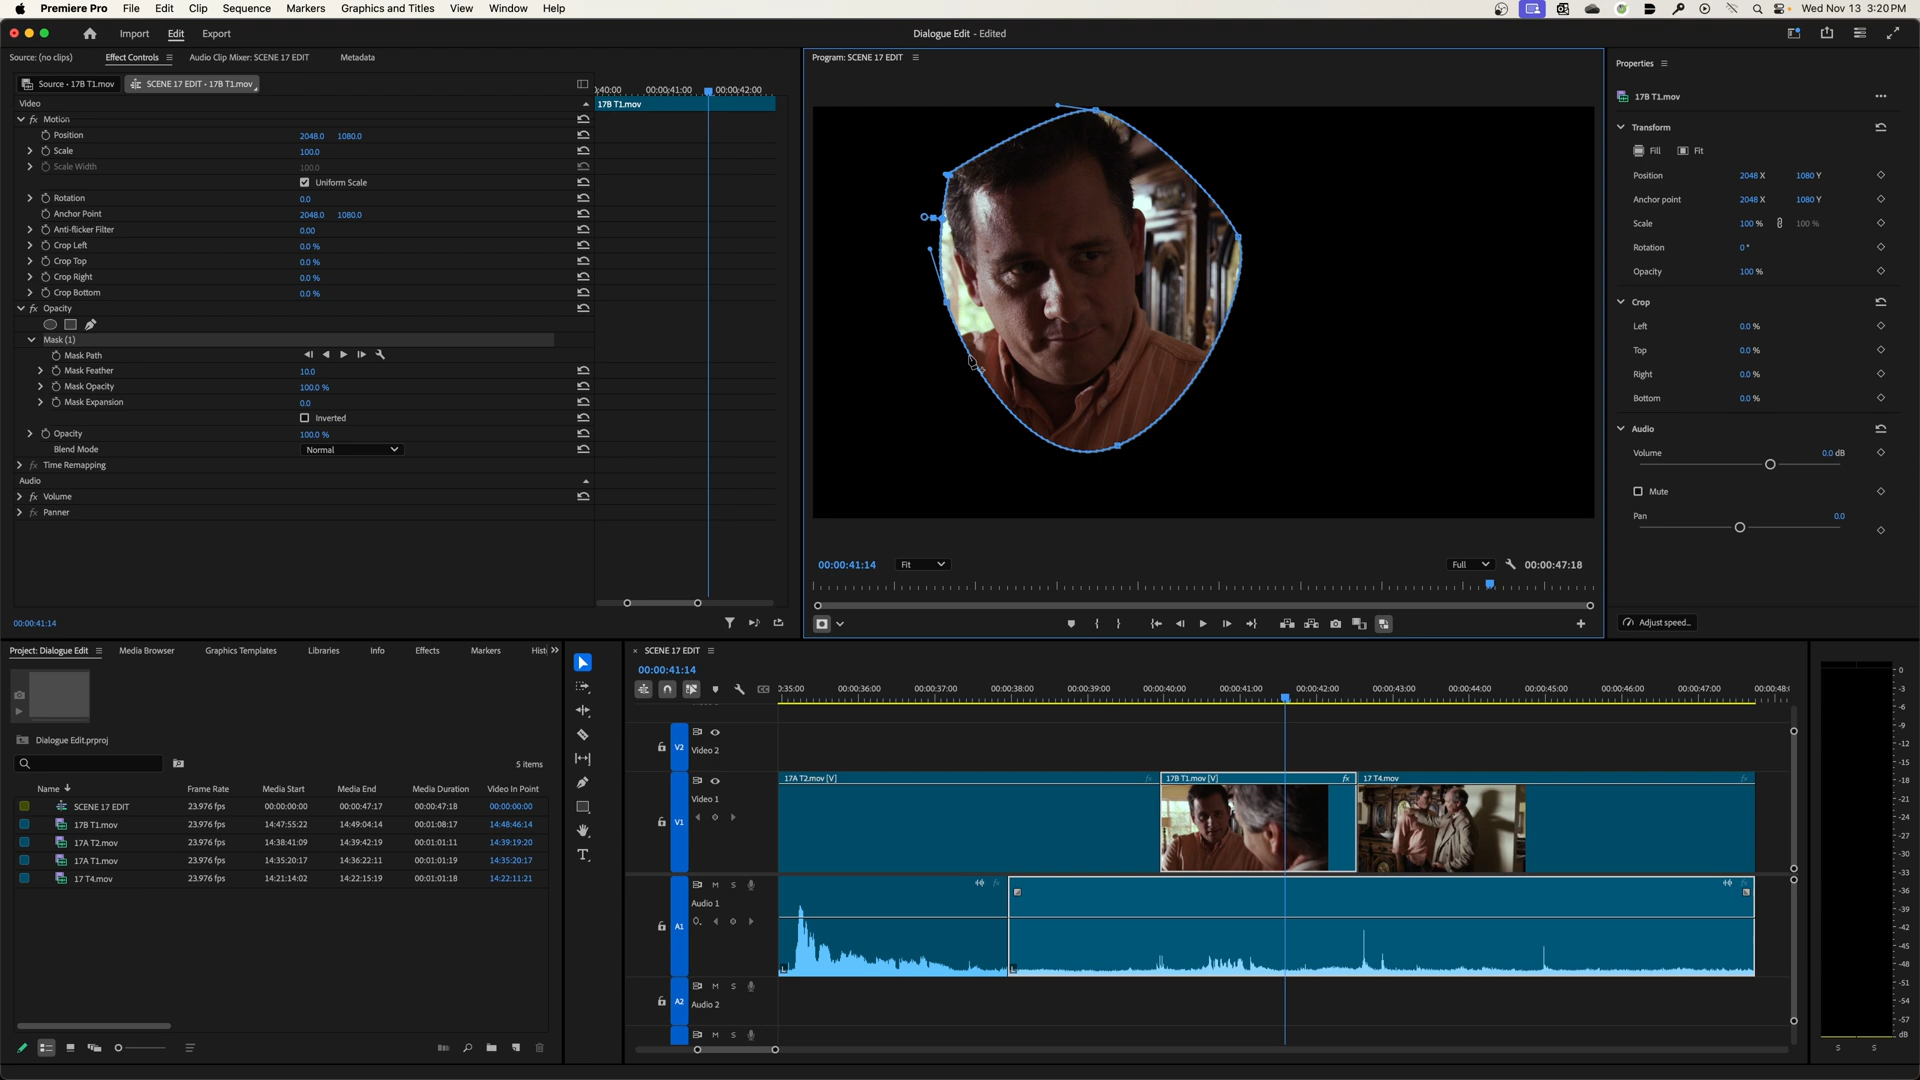 Premiere Pro File Edit Clip Sequence Markers Graphics and Titles View Window Help Wed Nov 13 3:20 PM
Import Edit Export Dialogue Edit - Edited
Source: (no clips) Effect Controls Audio Clip Mixer: SCENE 17 EDIT Metadata
Source • 17B T1.mov SCENE 17 EDIT • 17B T1.mov
00:00:41:00 00:00:42:00
Video
17B T1.mov
Motion
Position 2048.0 1080.0
Scale 100.0
Scale Width 100.0
Uniform Scale
Rotation 0.0
Anchor Point 2048.0 1080.0
Anti-flicker Filter 0.00
Crop Left 0.0 %
Crop Top 0.0 %
Crop Right 0.0 %
Crop Bottom 0.0 %
fx Opacity
Mask (1)
Mask Path
Mask Feather 10.0
Mask Opacity 100.0 %
Mask Expansion 0.0
Inverted
Opacity 100.0 %
Blend Mode Normal
fx Time Remapping
Audio
fx Volume
fx Panner
00:00:41:14
Program: SCENE 17 EDIT
00:00:41:14 Fit Full 00:00:47:18
Properties
17B T1.mov
Transform
Fill Fit
Position 2048 X 1080 Y
Anchor point 2048 X 1080 Y
Scale 100 % 100 %
Rotation 0 °
Opacity 100 %
Crop
Left 0.0 %
Top 0.0 %
Right 0.0 %
Bottom 0.0 %
Audio
Volume 0.0 dB
Mute
Pan 0.0
Adjust speed...
Project: Dialogue Edit Media Browser Graphics Templates Libraries Info Effects Markers
Dialogue Edit.prproj
5 items
Name Frame Rate Media Start Media End Media Duration Video In Point
SCENE 17 EDIT 23.976 fps 00:00:00:00 00:00:47:17 00:00:47:18 00:00:00:00
17B T1.mov 23.976 fps 14:47:55:22 14:49:04:14 00:01:08:17 14:48:46:14
17A T2.mov 23.976 fps 14:38:41:09 14:39:42:19 00:01:01:11 14:39:19:20
17A T1.mov 23.976 fps 14:35:20:17 14:36:22:11 00:01:01:19 14:35:20:17
17 T4.mov 23.976 fps 14:21:14:02 14:22:15:19 00:01:01:18 14:22:11:21
SCENE 17 EDIT
00:00:41:14
:35:00 00:00:36:00 00:00:37:00 00:00:38:00 00:00:39:00 00:00:40:00 00:00:41:00 00:00:42:00 00:00:43:00 00:00:44:00 00:00:45:00 00:00:46:00 00:00:47:00 00:00:48:
V2 Video 2
17A T2.mov [V] fx 17B T1.mov [V] fx 17 T4.mov fx
V1 Video 1
M S
A1 Audio 1
M S
A2 Audio 2
M S
0
-3
-6
-9
-12
-15
-18
-21
-24
-27
-30
-33
-36
-39
-42
-45
-48
-51
-54
-57
dB
S S